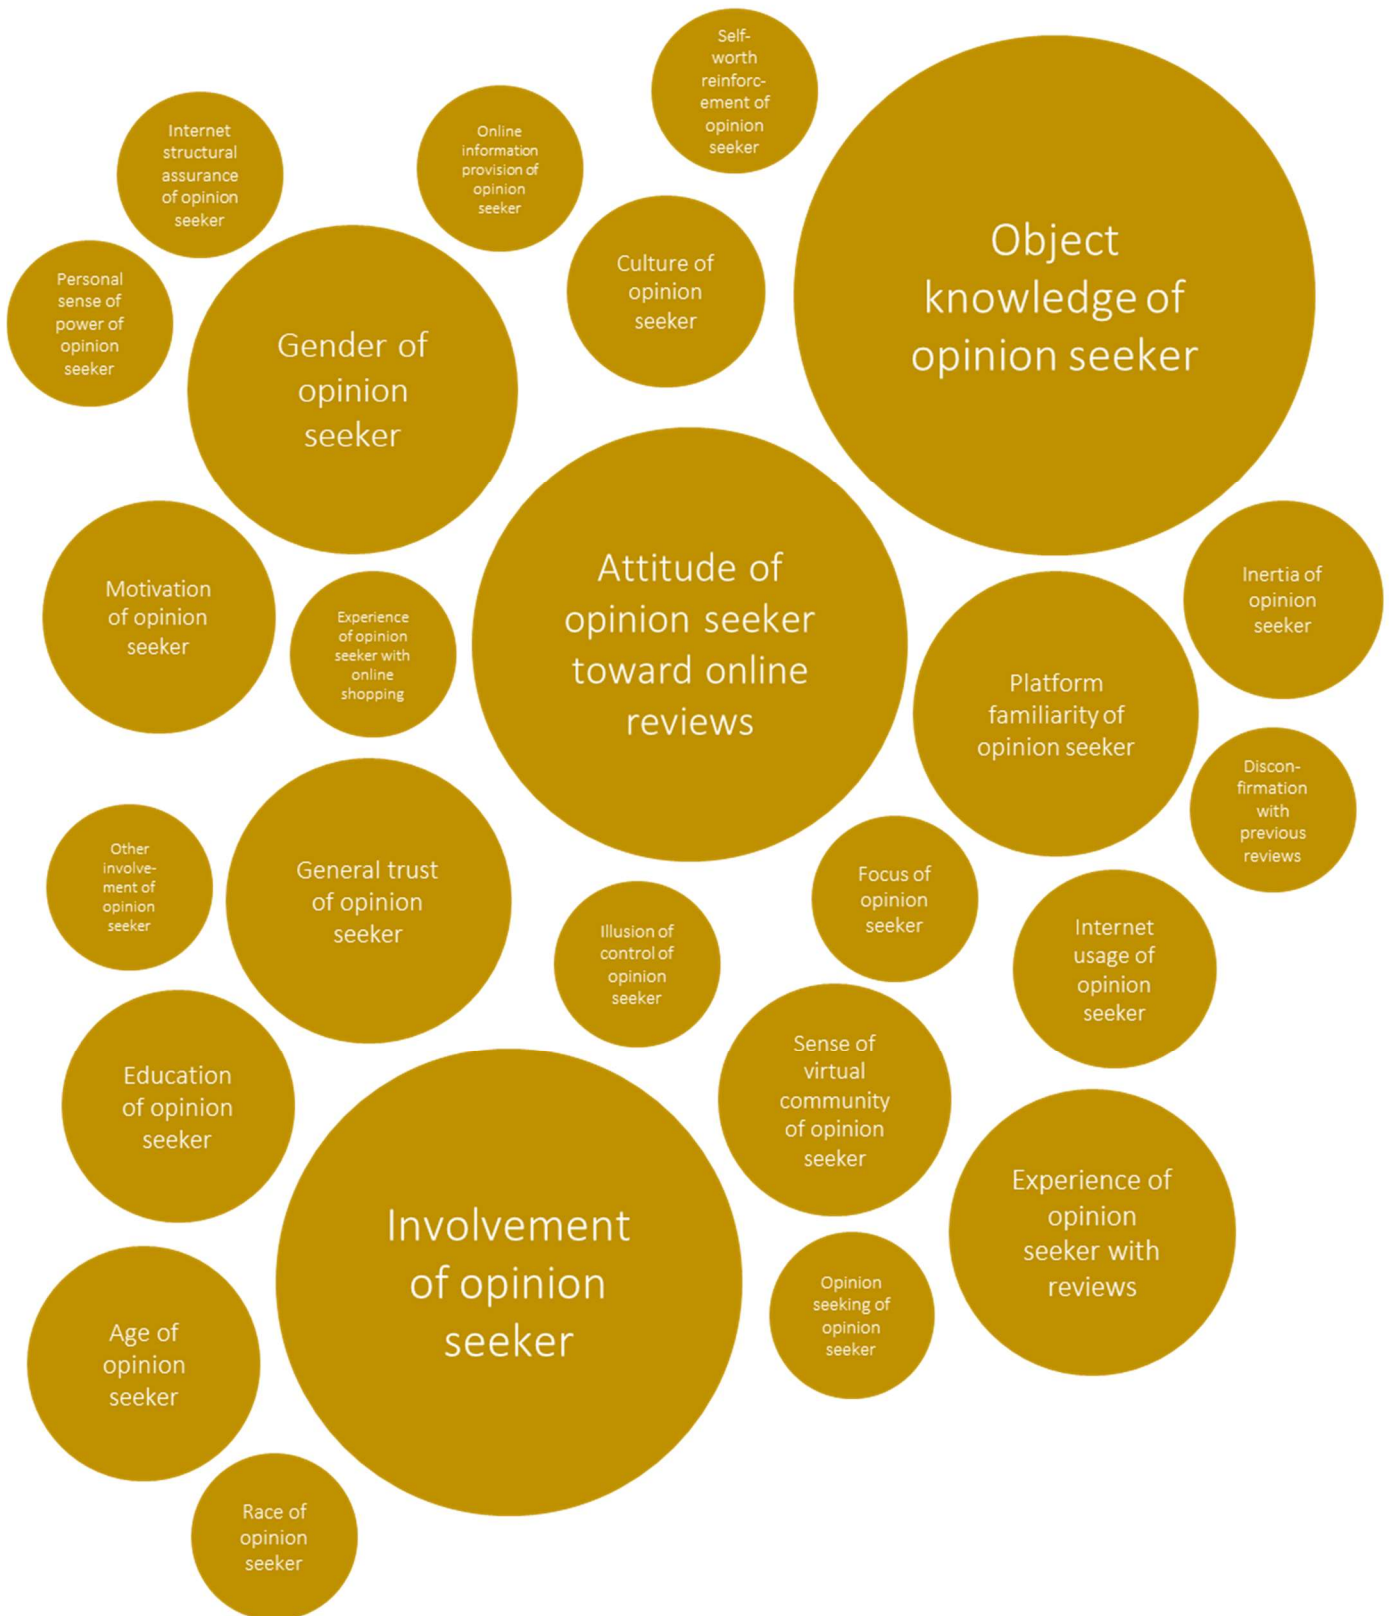 Self-
worth
reinforc-
ement of
opinion
seeker
Internet
structural
assurance
of opinion
seeker
Online
information
provision of
opinion
seeker
Object
knowledge of
opinion seeker
Culture of
opinion
seeker
Personal
sense of
power of
opinion
seeker
Gender of
opinion
seeker
Attitude of
opinion seeker
toward online
reviews
Inertia of
opinion
seeker
Motivation
of opinion
seeker
Experience
of opinion
seeker with
online
shopping
Platform
familiarity of
opinion seeker
Discon-
firmation
with
previous
reviews
Other
involve-
ment of
opinion
seeker
General trust
of opinion
seeker
Focus of
opinion
seeker
Illusion of
control of
opinion
seeker
Internet
usage of
opinion
seeker
Education
of opinion
seeker
Sense of
virtual
community
of opinion
seeker
Involvement
of opinion
seeker
Experience of
opinion
seeker with
reviews
Opinion
seeking of
opinion
seeker
Age of
opinion
seeker
Race of
opinion
seeker